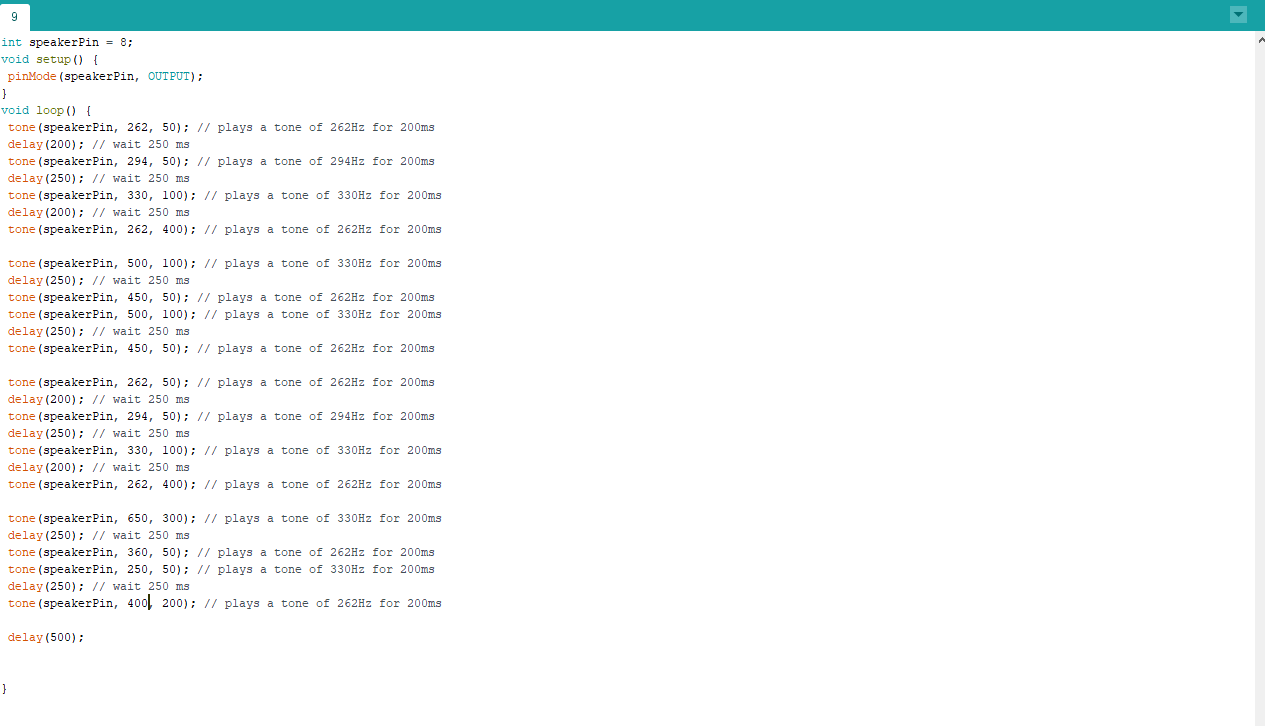 9
int speakerPin = 8;
void setup() {
 pinMode(speakerPin, OUTPUT);
}
void loop() {
 tone(speakerPin, 262, 50); // plays a tone of 262Hz for 200ms
 delay(200); // wait 250 ms
 tone(speakerPin, 294, 50); // plays a tone of 294Hz for 200ms
 delay(250); // wait 250 ms
 tone(speakerPin, 330, 100); // plays a tone of 330Hz for 200ms
 delay(200); // wait 250 ms
 tone(speakerPin, 262, 400); // plays a tone of 262Hz for 200ms

 tone(speakerPin, 500, 100); // plays a tone of 330Hz for 200ms
 delay(250); // wait 250 ms
 tone(speakerPin, 450, 50); // plays a tone of 262Hz for 200ms
 tone(speakerPin, 500, 100); // plays a tone of 330Hz for 200ms
 delay(250); // wait 250 ms
 tone(speakerPin, 450, 50); // plays a tone of 262Hz for 200ms

 tone(speakerPin, 262, 50); // plays a tone of 262Hz for 200ms
 delay(200); // wait 250 ms
 tone(speakerPin, 294, 50); // plays a tone of 294Hz for 200ms
 delay(250); // wait 250 ms
 tone(speakerPin, 330, 100); // plays a tone of 330Hz for 200ms
 delay(200); // wait 250 ms
 tone(speakerPin, 262, 400); // plays a tone of 262Hz for 200ms

 tone(speakerPin, 650, 300); // plays a tone of 330Hz for 200ms
 delay(250); // wait 250 ms
 tone(speakerPin, 360, 50); // plays a tone of 262Hz for 200ms
 tone(speakerPin, 250, 50); // plays a tone of 330Hz for 200ms
 delay(250); // wait 250 ms
 tone(speakerPin, 400, 200); // plays a tone of 262Hz for 200ms

 delay(500);

}